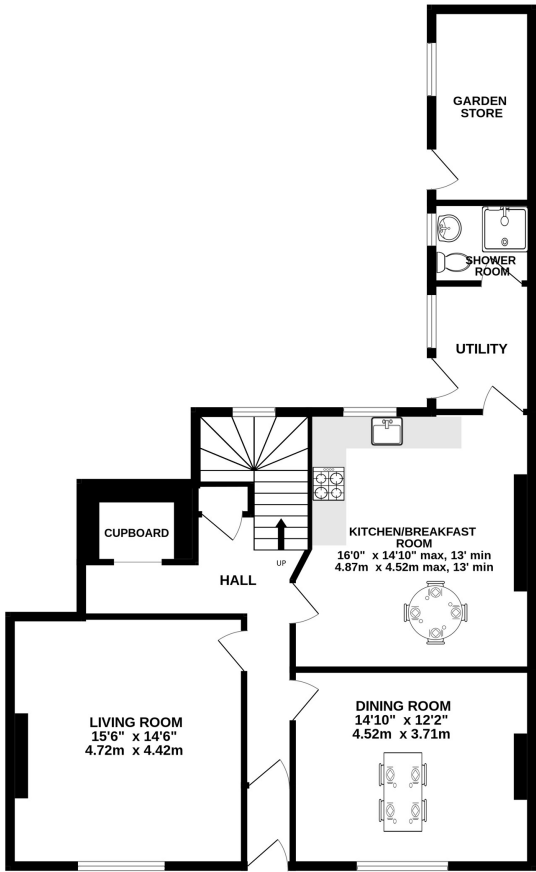 GARDEN
STORE
SHOWER
ROOM
UTILITY
KITCHEN/BREAKFAST
ROOM
16'0" x 14'10" max, 13' min
4.87m x 4.52m max, 13' min
CUPBOARD
UP
HALL
LIVING ROOM
15'6" x 14'6"
4.72m x 4.42m
DINING ROOM
14'10" x 12'2"
4.52m x 3.71m